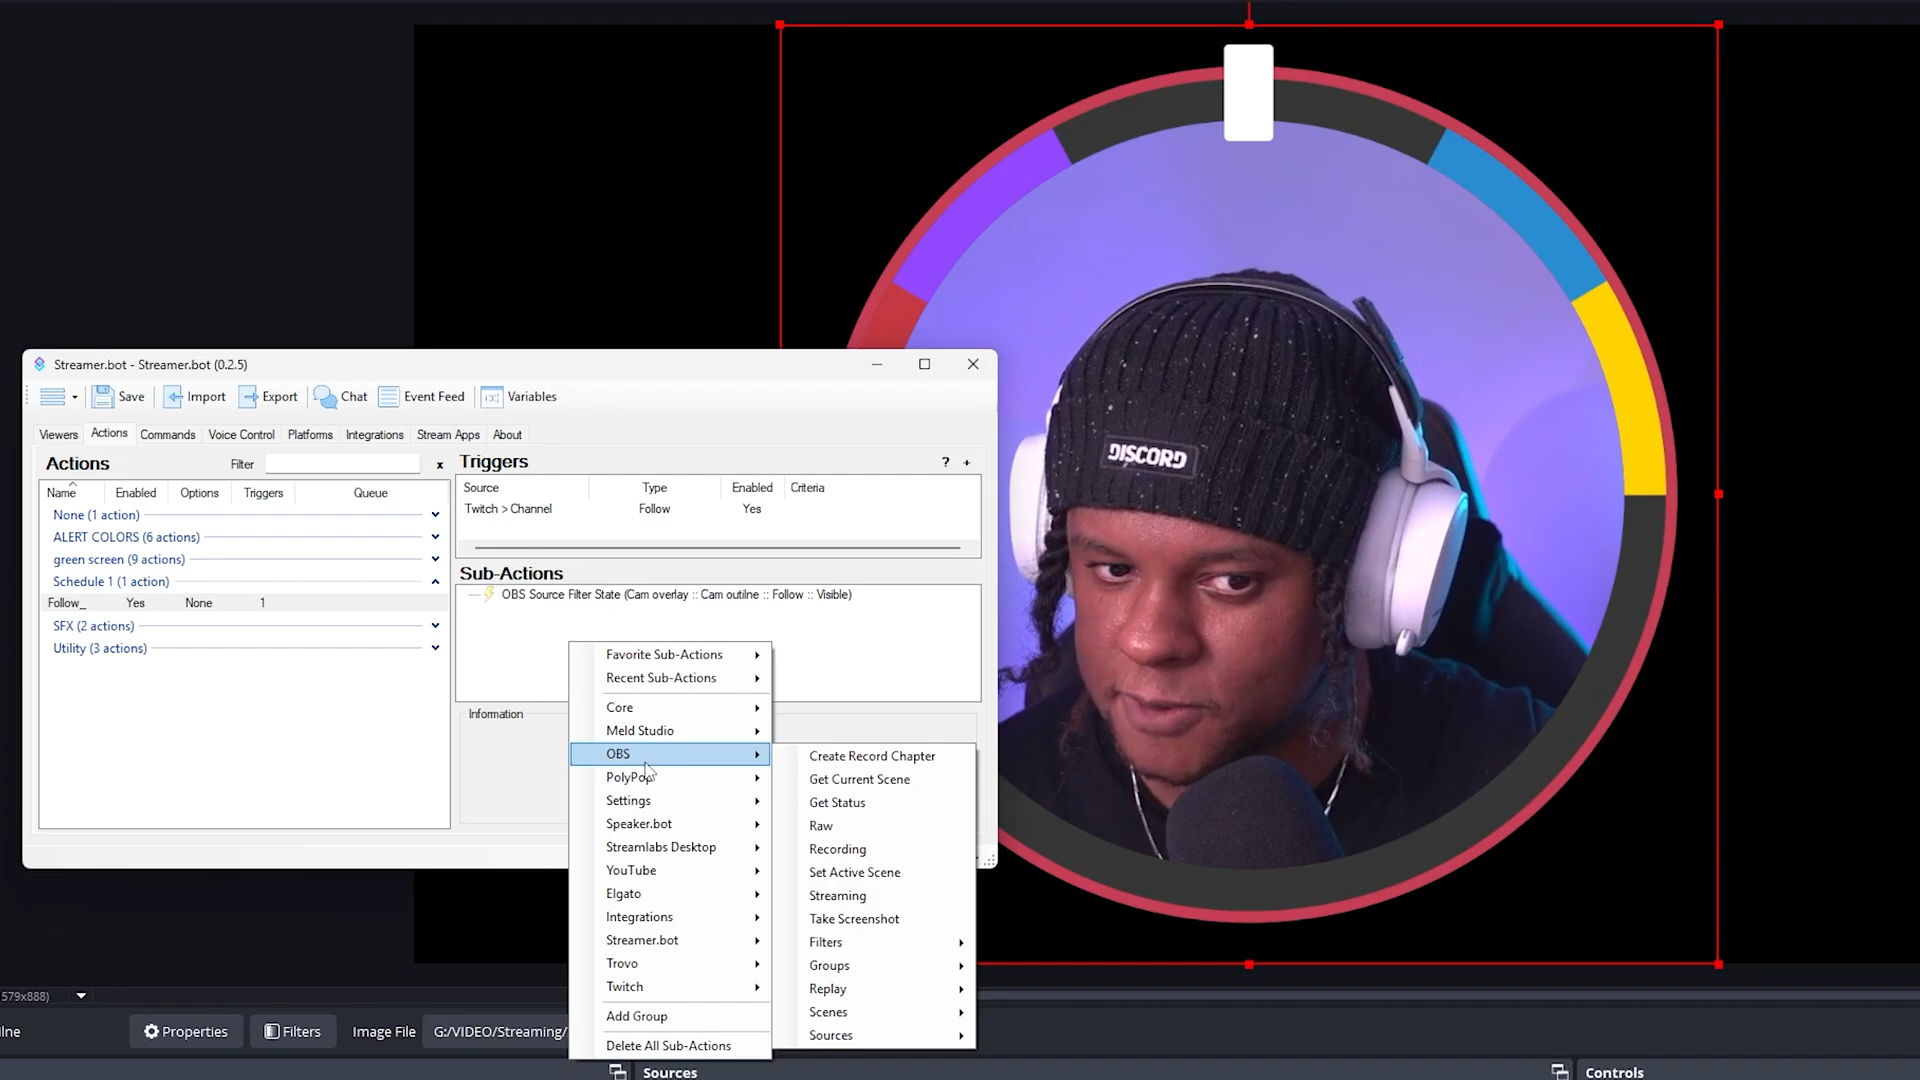 Streamer.bot - Streamer.bot (0.2.5)
Save Import Export Chat Event Feed Variables
Viewers Actions Commands Voice Control Platforms Integrations Stream Apps About
Actions Filter x
Name Enabled Options Triggers Queue
None (1 action)
ALERT COLORS (6 actions)
green screen (9 actions)
Schedule 1 (1 action)
Follow_ Yes None 1
SFX (2 actions)
Utility (3 actions)
Triggers ? +
Source Type Enabled Criteria
Twitch > Channel Follow Yes
Sub-Actions
OBS Source Filter State (Cam overlay :: Cam outilne :: Follow :: Visible)
Information
Favorite Sub-Actions
Recent Sub-Actions
Core
Meld Studio
OBS
PolyPop
Settings
Speaker.bot
Streamlabs Desktop
YouTube
Elgato
Integrations
Streamer.bot
Trovo
Twitch
Add Group
Delete All Sub-Actions
Create Record Chapter
Get Current Scene
Get Status
Raw
Recording
Set Active Scene
Streaming
Take Screenshot
Filters
Groups
Replay
Scenes
Sources
DISCORD
579x888)
lne Properties Filters Image File G:/VIDEO/Streaming/
Sources Controls